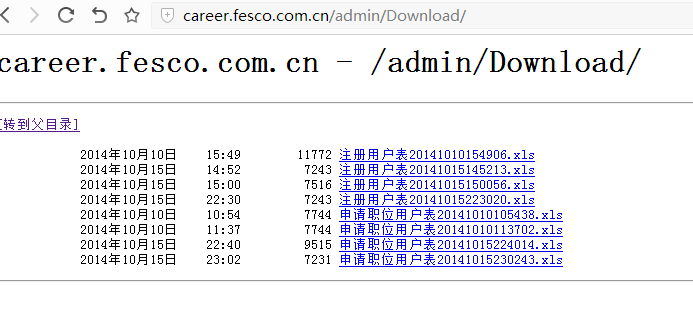 career.fesco.com.cn/admin/Download/
career.fesco.com.cn - /admin/Download/
[转到父目录]
2014年10月10日 15:49 11772 注册用户表20141010154906.xls
2014年10月15日 14:52 7243 注册用户表20141015145213.xls
2014年10月15日 15:00 7516 注册用户表20141015150056.xls
2014年10月15日 22:30 7243 注册用户表20141015223020.xls
2014年10月10日 10:54 7744 申请职位用户表20141010105438.xls
2014年10月10日 11:37 7744 申请职位用户表20141010113702.xls
2014年10月15日 22:40 9515 申请职位用户表20141015224014.xls
2014年10月15日 23:02 7231 申请职位用户表20141015230243.xls